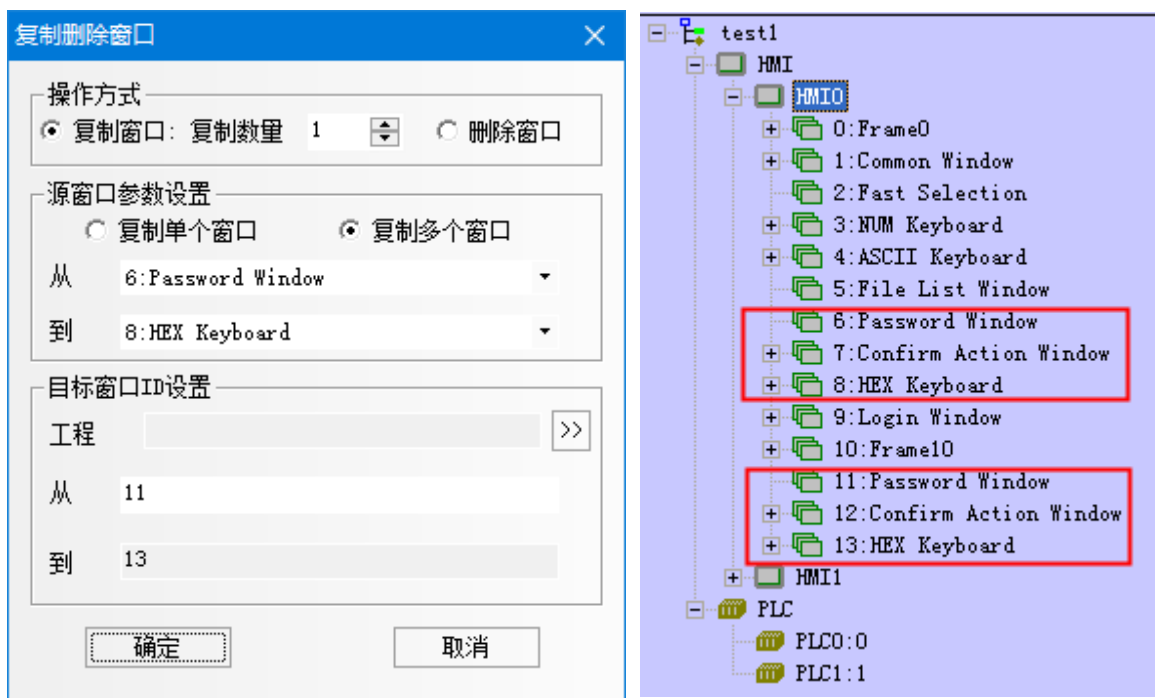 复制删除窗口
操作方式
复制窗口: 复制数量 1 删除窗口
源窗口参数设置
复制单个窗口 复制多个窗口
从 6:Password Window
到 8:HEX Keyboard
目标窗口ID设置
工程 >>
从 11
到 13
确定 取消
test1
HMI
HMI0
0:Frame0
1:Common Window
2:Fast Selection
3:NUM Keyboard
4:ASCII Keyboard
5:File List Window
6:Password Window
7:Confirm Action Window
8:HEX Keyboard
9:Login Window
10:Frame10
11:Password Window
12:Confirm Action Window
13:HEX Keyboard
HMI1
PLC
PLC0:0
PLC1:1